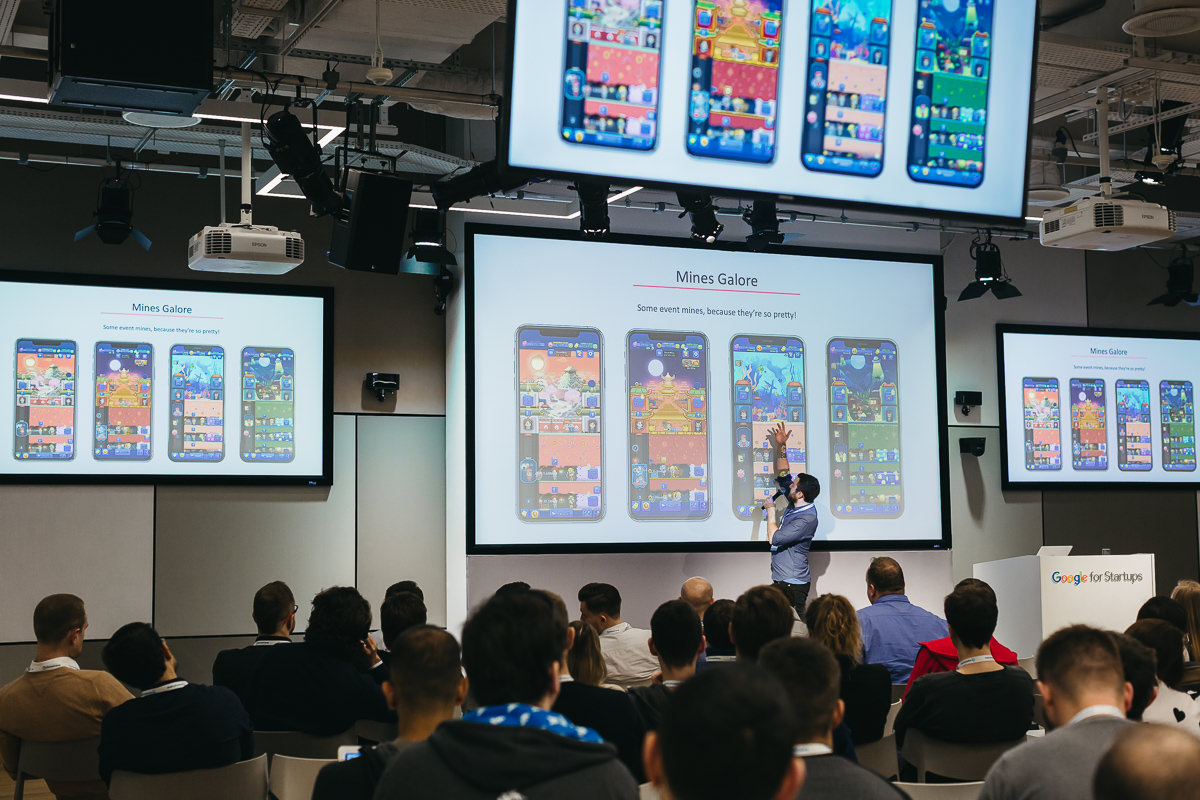 Mines Galore
Some event mines, because they're so pretty!
Mines Galore
Some event mines, because they're so pretty!
Mines Galore
Some event mines, because they're so pretty!
EPSON
EPSON
Google for Startups